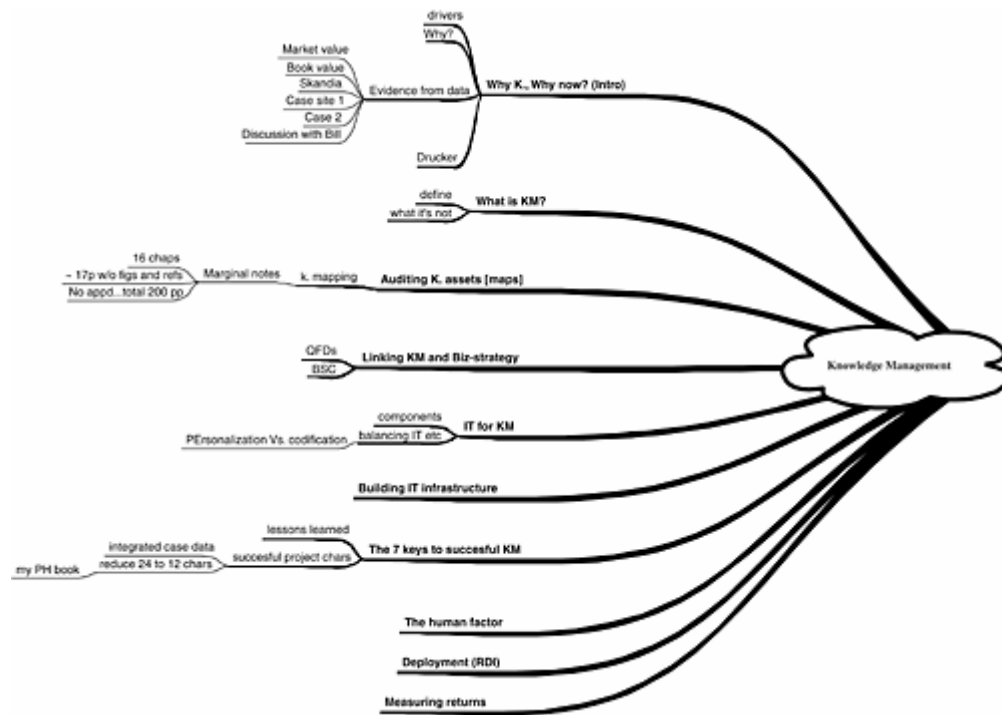 drivers
Why?
Market value
Book value
Skandia
Case site 1
Case 2
Discussion with Bill
Evidence from data
Drucker
Why K., Why now? (Intro)
define
what it's not
What is KM?
16 chaps
~ 17p w/o figs and refs
No appd...total 200 pp
Marginal notes
k. mapping
Auditing K. assets [maps]
Knowledge Management
QFDs
BSC
Linking KM and Biz-strategy
components
PErsonalization Vs. codification
balancing IT etc
IT for KM
Building IT infrastructure
lessons learned
integrated case data
my PH book
reduce 24 to 12 chars
succesful project chars
The 7 keys to succesful KM
The human factor
Deployment (RDI)
Measuring returns